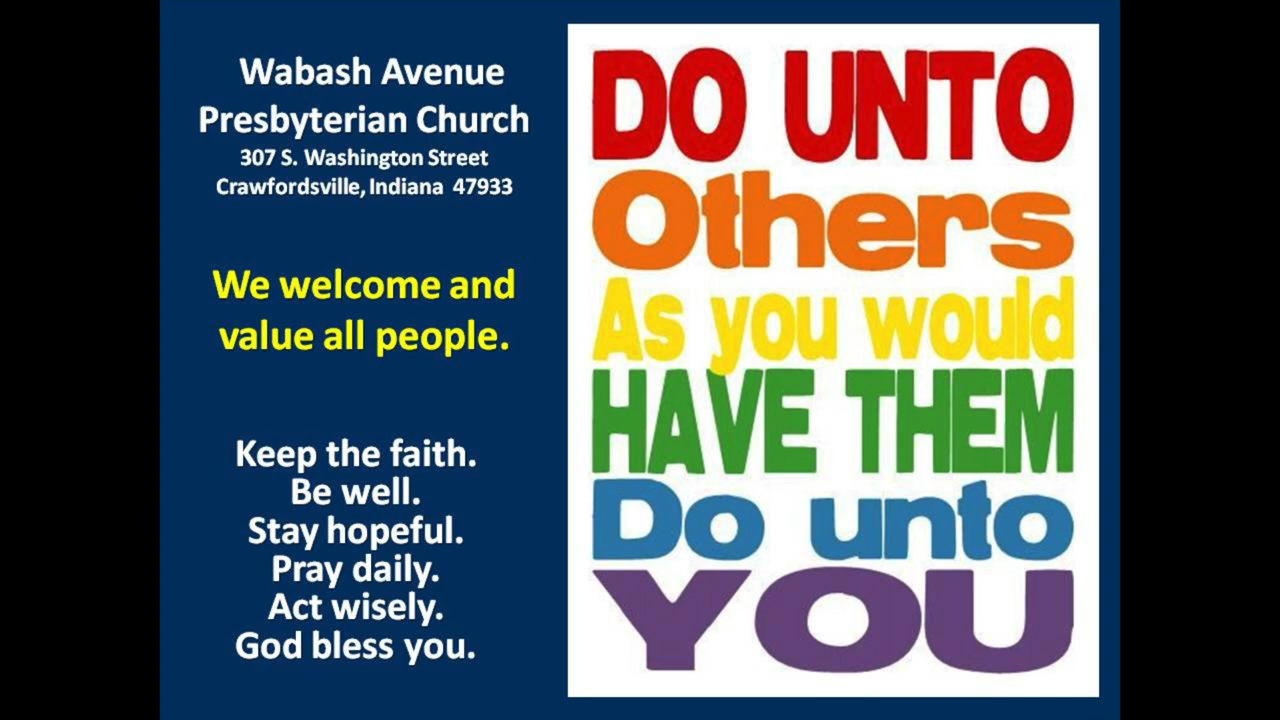 Wabash Avenue
Presbyterian Church
307 S. Washington Street
Crawfordsville, Indiana 47933
We welcome and
value all people.
Keep the faith.
Be well.
Stay hopeful.
Pray daily.
Act wisely.
God bless you.
DO UNTO
Others
As you would
HAVE THEM
Do unto
YOU